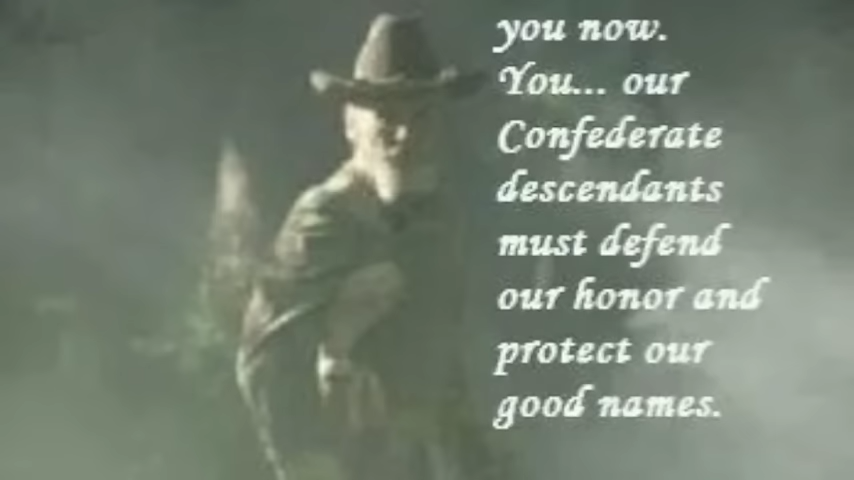 you now.
You... our
Confederate
descendants
must defend
our honor and
protect our
good names.